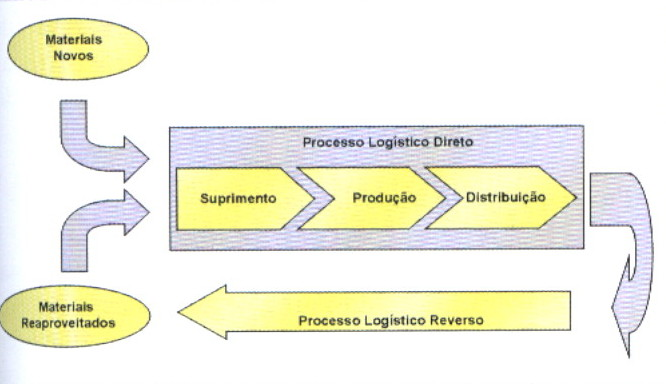 Materiais
Novos
Processo Logístico Direto
Suprimento
Produção
Distribuição
Materiais
Reaproveitados
Processo Logístico Reverso